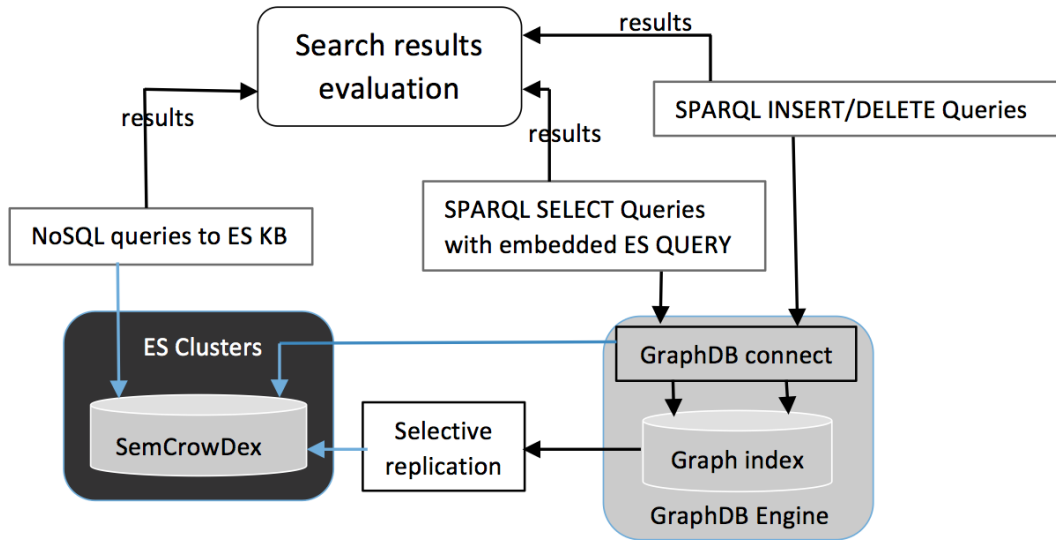 results
Search results
evaluation
results
results
SPARQL INSERT/DELETE Queries
SPARQL SELECT Queries
with embedded ES QUERY
NoSQL queries to ES KB
ES Clusters
GraphDB connect
SemCrowDex
Selective
replication
Graph index
GraphDB Engine